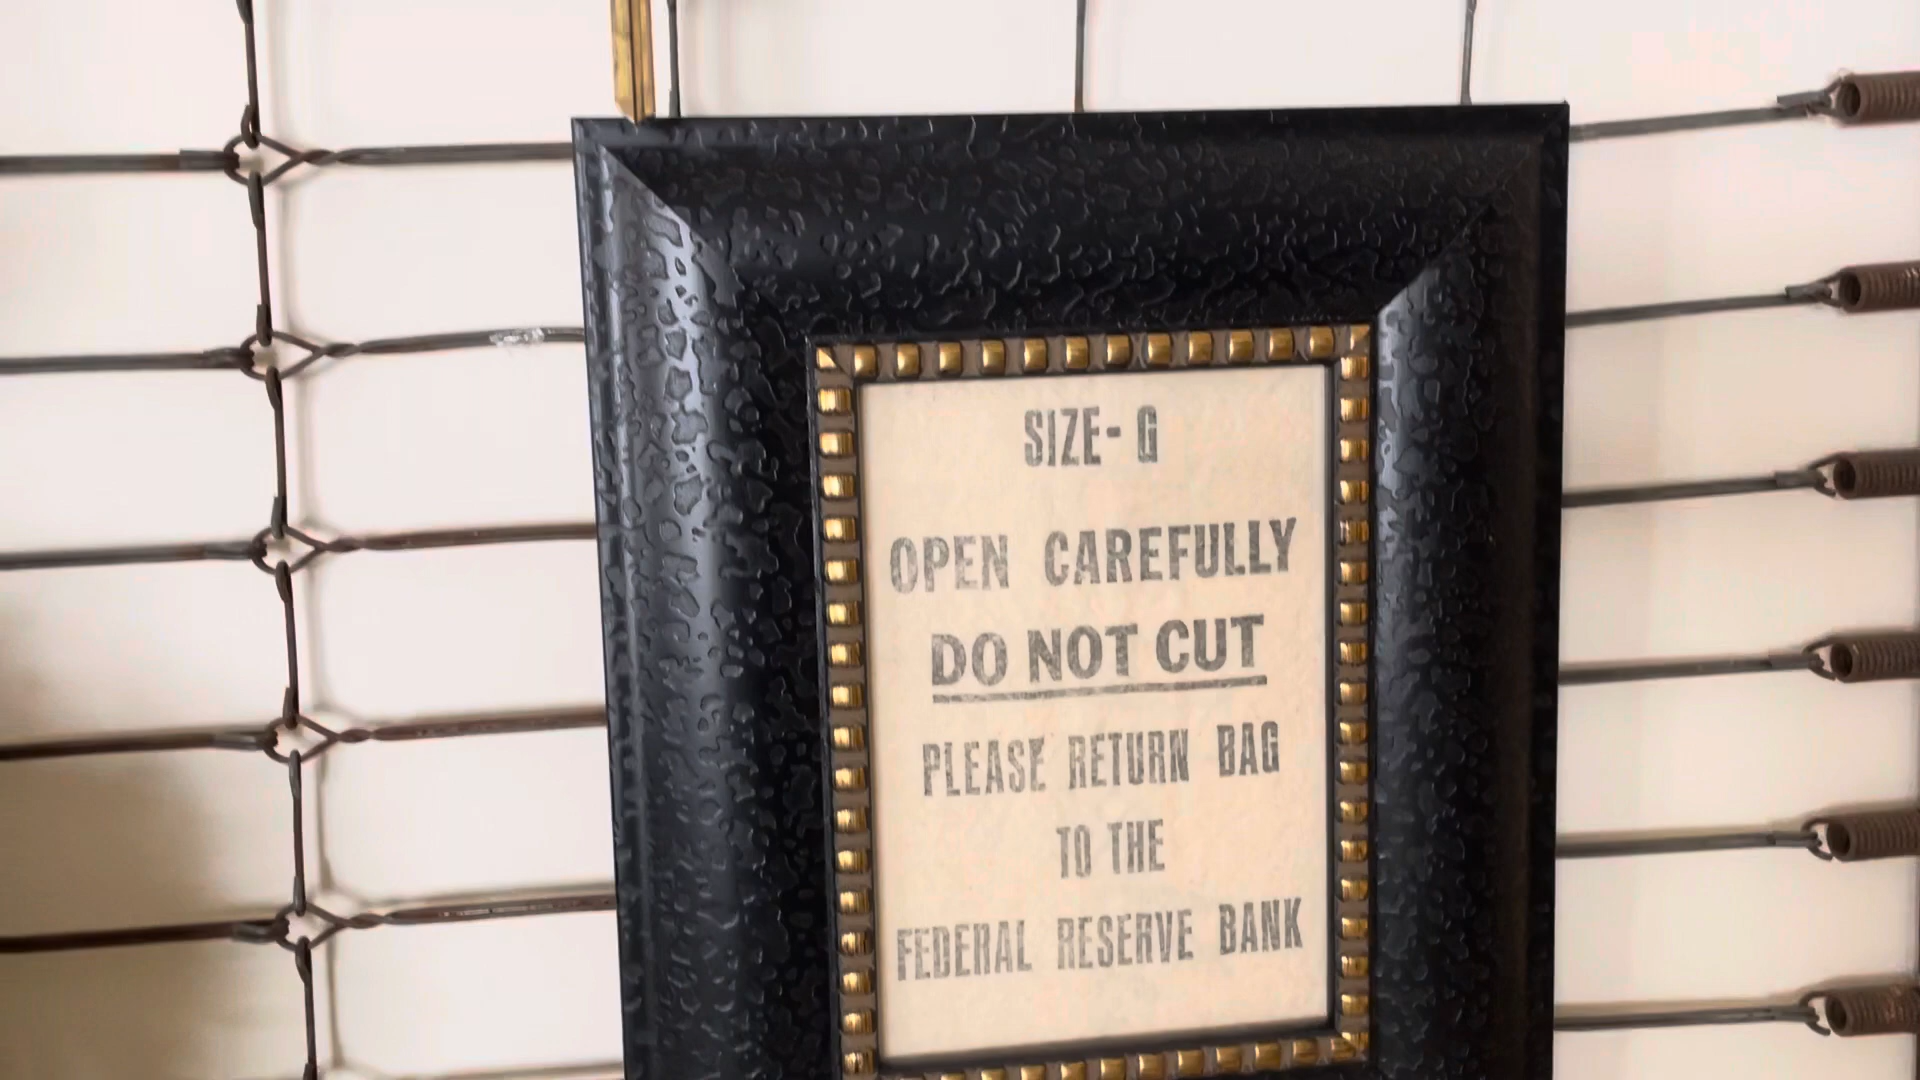 SIZE- G
OPEN CAREFULLY
DO NOT CUT
PLEASE RETURN BAG
TO THE
FEDERAL RESERVE BANK